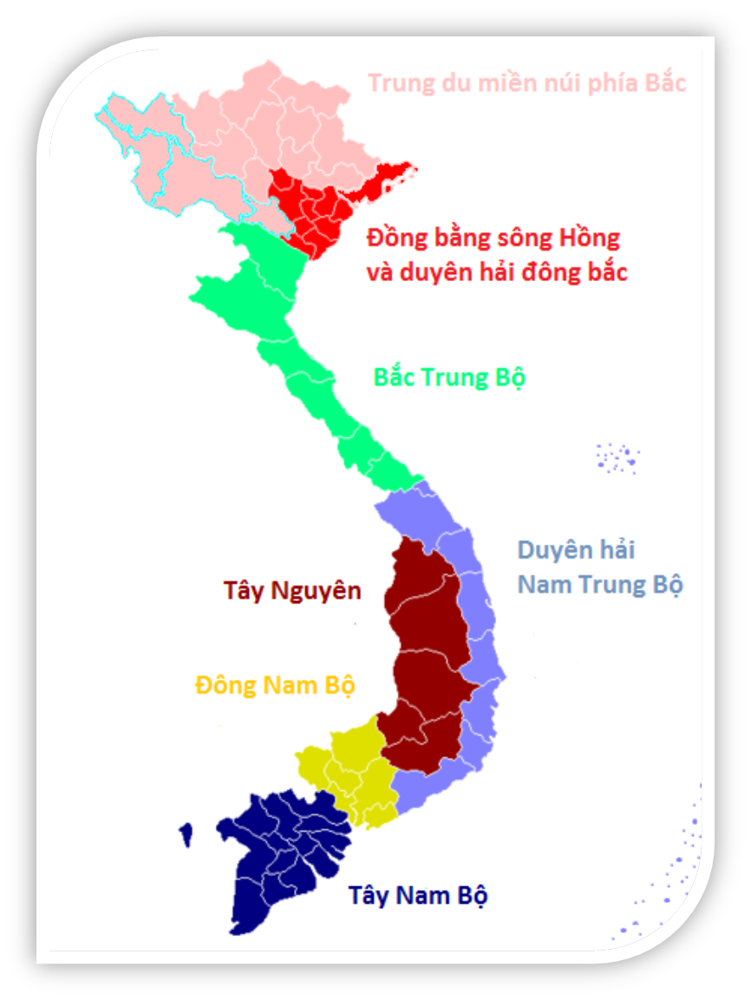 Trung du miền núi phía Bắc
Đồng bằng sông Hồng
và duyên hải đông bắc
Bắc Trung Bộ
Duyên hải
Nam Trung Bộ
Tây Nguyên
Đông Nam Bộ
Tây Nam Bộ